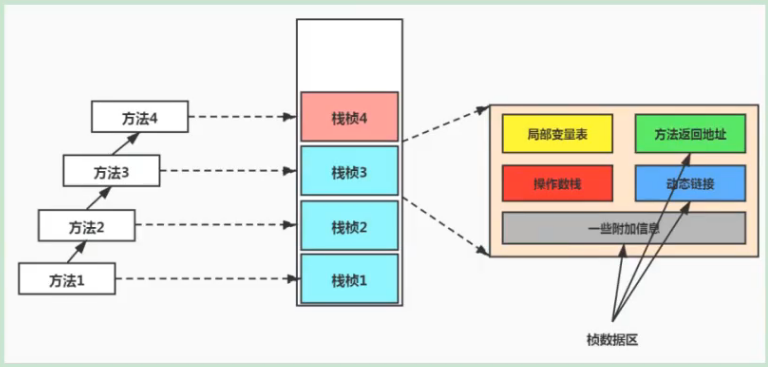 方法4
方法3
方法2
方法1
栈桢4
栈桢3
栈桢2
栈桢1
局部变量表
方法返回地址
操作数栈
动态链接
一些附加信息
桢数据区